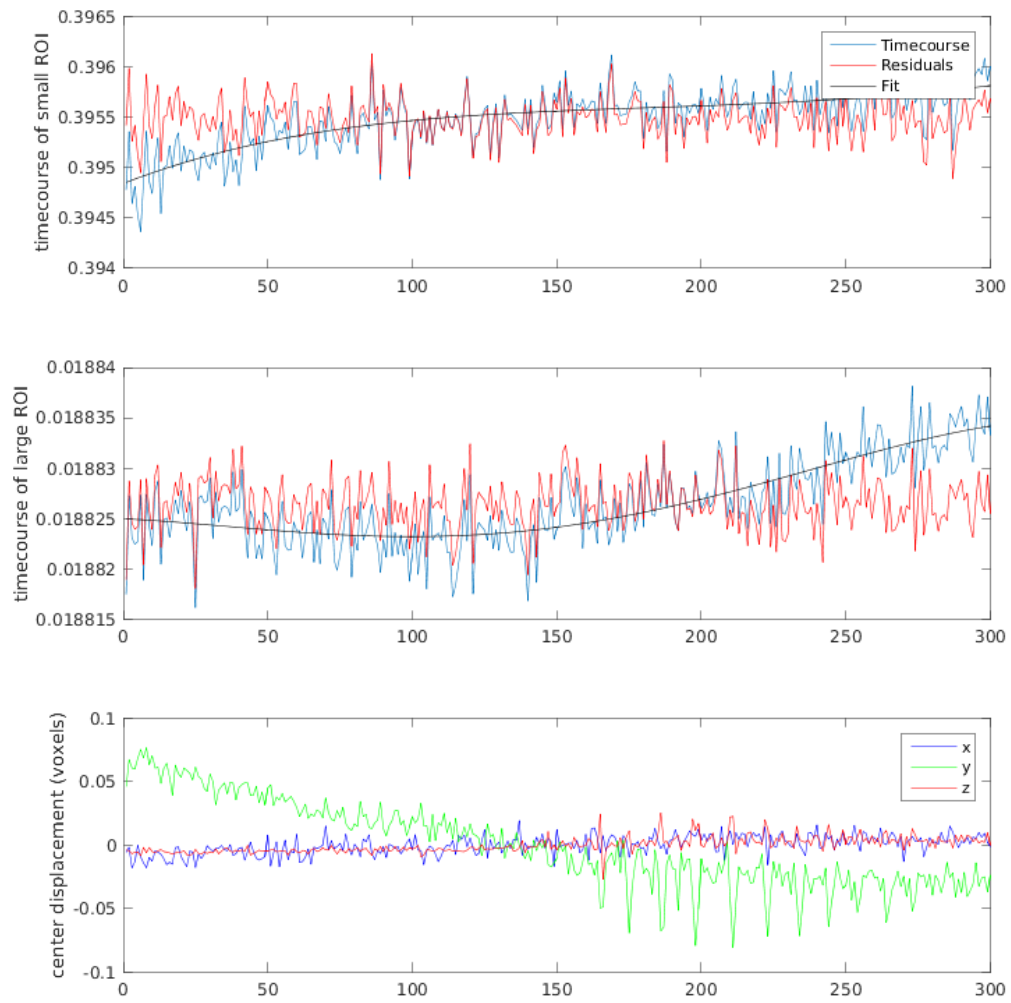 0.3965
0.396
0.3955
0.395
0.3945
0.394
timecourse of small ROI
Timecourse
Residuals
Fit
0 50 100 150 200 250 300
0.01884
0.018835
0.01883
0.018825
0.01882
0.018815
timecourse of large ROI
0 50 100 150 200 250 300
0.1
0.05
0
-0.05
-0.1
center displacement (voxels)
x
y
z
0 50 100 150 200 250 300